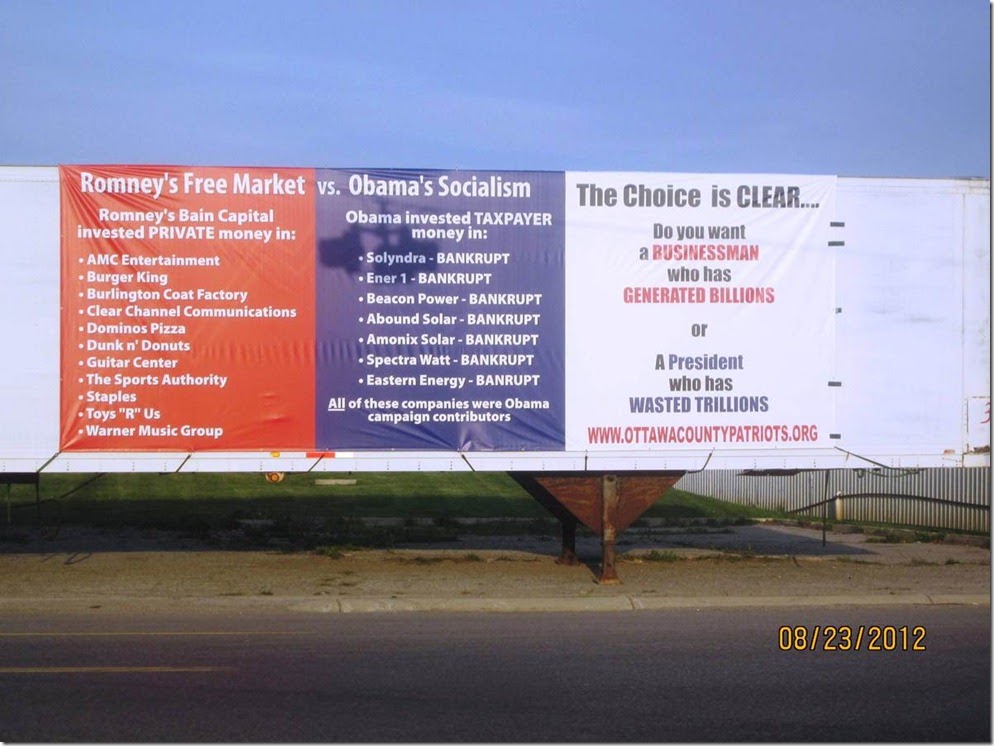 Romney's Free Market vs. Obama's Socialism
Romney's Bain Capital
invested PRIVATE money in:
• AMC Entertainment
• Burger King
• Burlington Coat Factory
• Clear Channel Communications
• Dominos Pizza
• Dunk n' Donuts
• Guitar Center
• The Sports Authority
• Staples
• Toys "R" Us
• Warner Music Group
Obama invested TAXPAYER
money in:
• Solyndra - BANKRUPT
• Ener 1 - BANKRUPT
• Beacon Power - BANKRUPT
• Abound Solar - BANKRUPT
• Amonix Solar - BANKRUPT
• Spectra Watt - BANKRUPT
• Eastern Energy - BANRUPT
All of these companies were Obama
campaign contributors
The Choice is CLEAR....
Do you want
a BUSINESSMAN
who has
GENERATED BILLIONS
or
A President
who has
WASTED TRILLIONS
WWW.OTTAWACOUNTYPATRIOTS.ORG
08/23/2012